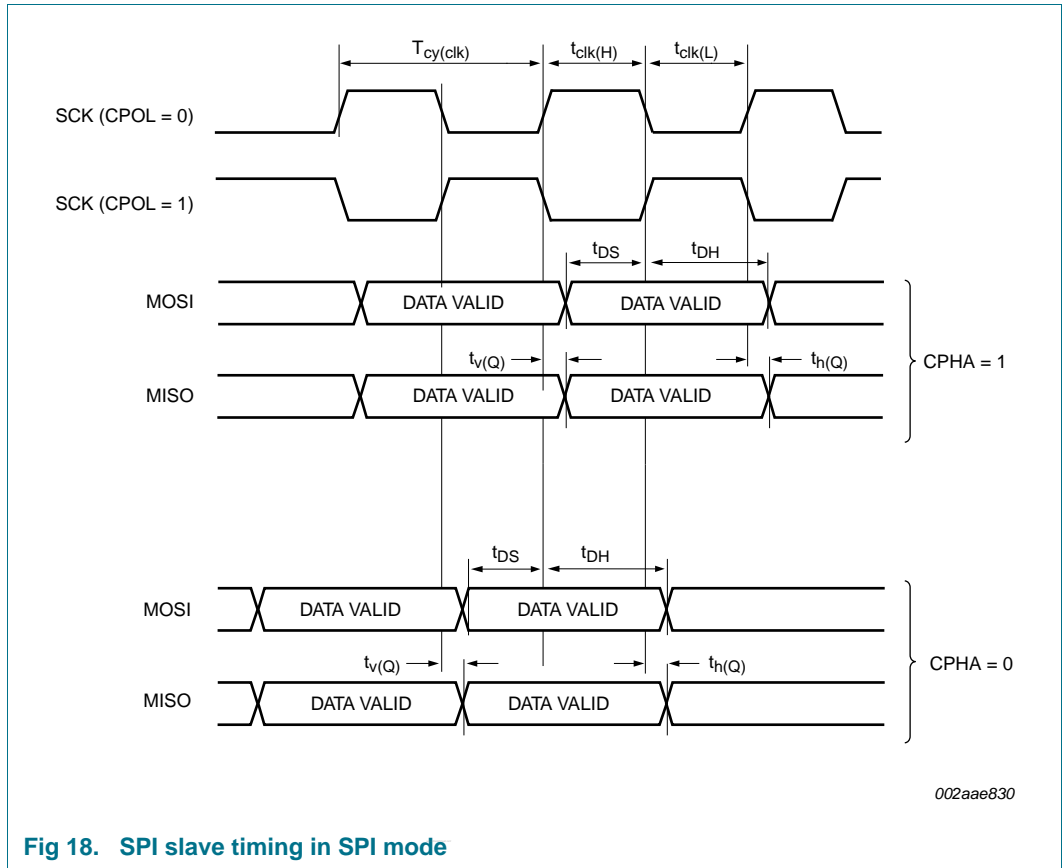 Tcy(clk) tclk(H) tclk(L)
SCK (CPOL = 0)
SCK (CPOL = 1)
tDS tDH
MOSI DATA VALID DATA VALID
tv(Q) th(Q)
CPHA = 1
MISO DATA VALID DATA VALID
tDS tDH
MOSI DATA VALID DATA VALID
tv(Q) th(Q)
CPHA = 0
MISO DATA VALID DATA VALID
002aae830
Fig 18. SPI slave timing in SPI mode